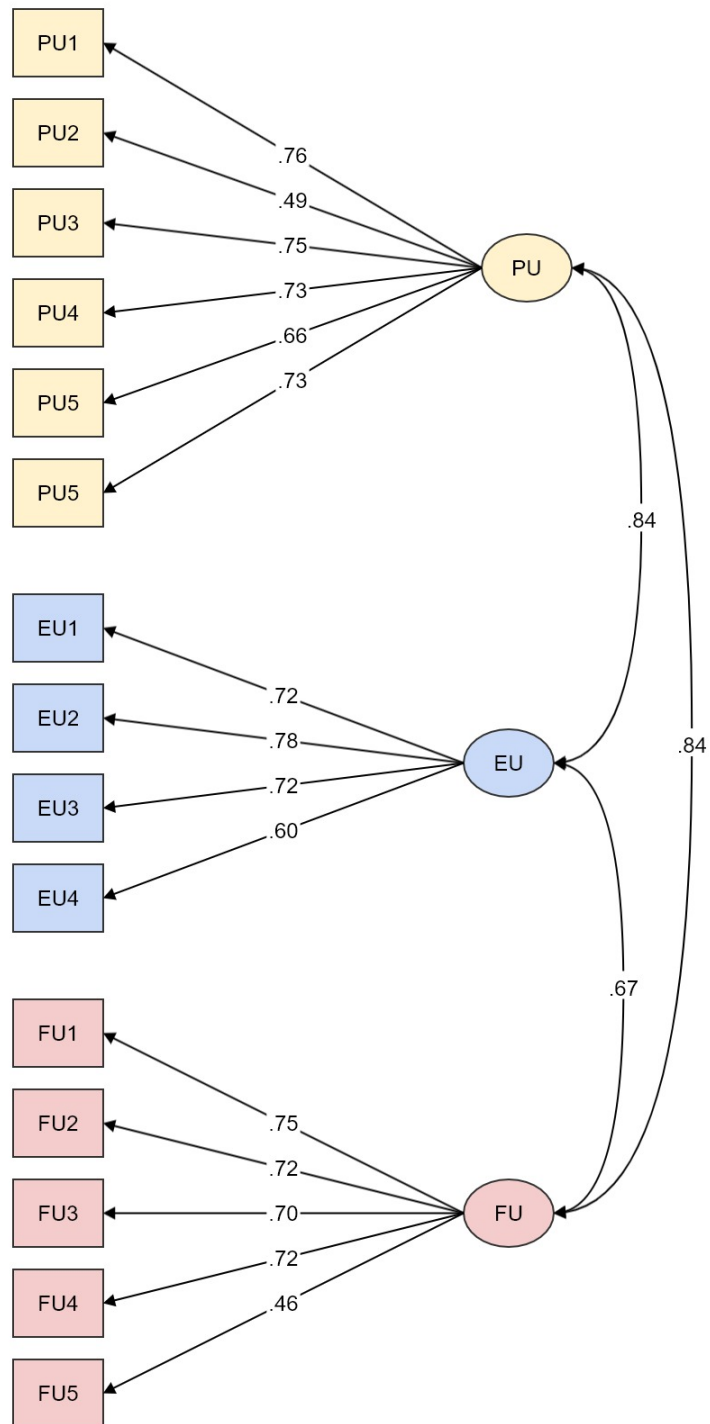 PU1
PU2
PU3
PU4
PU5
PU5
.76
.49
.75
.73
.66
.73
PU
.84
.84
EU1
EU2
EU3
EU4
.72
.78
.72
.60
EU
.67
FU1
FU2
FU3
FU4
FU5
.75
.72
.70
.72
.46
FU